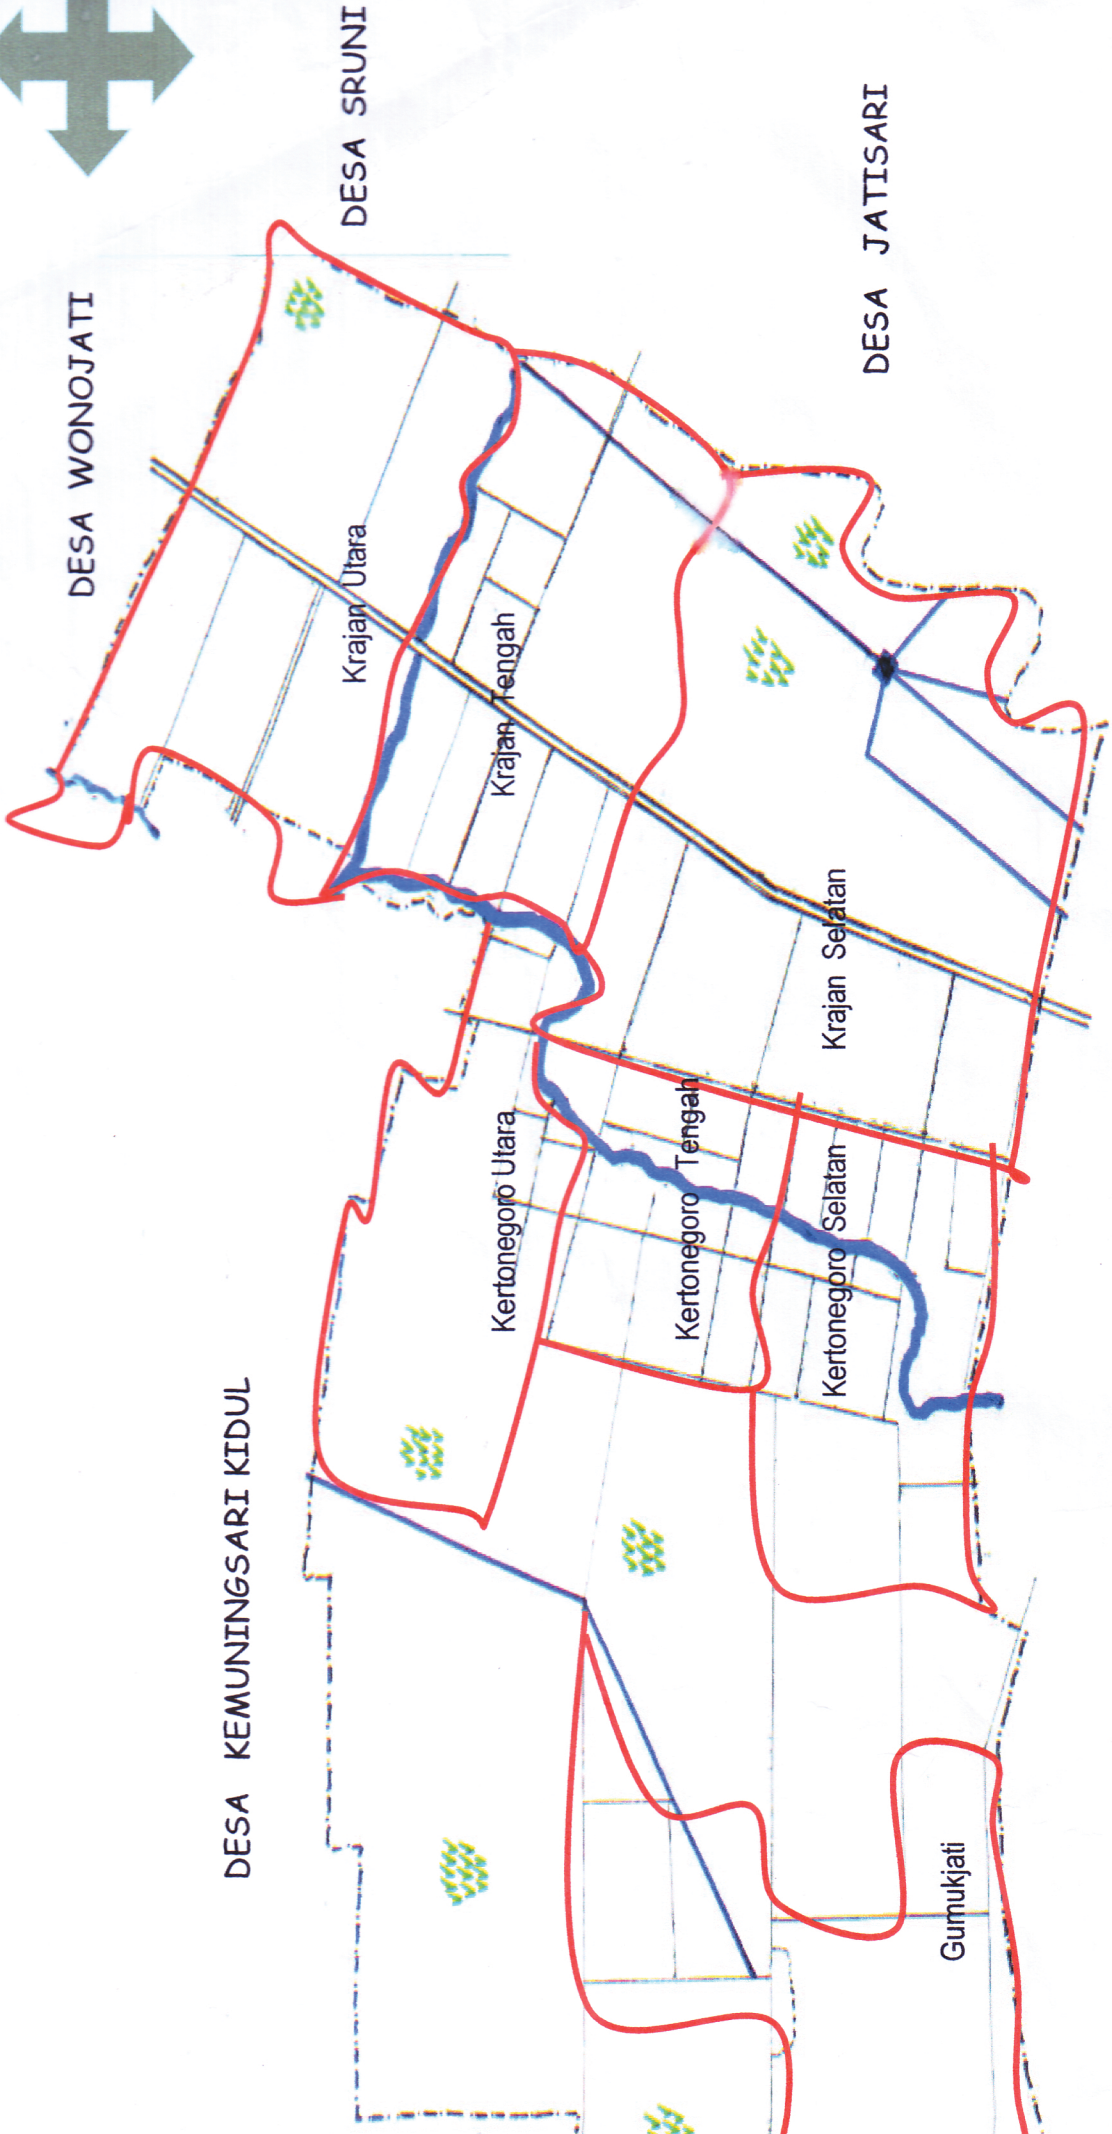 DESA WONOJATI
DESA SRUNI
DESA JATISARI
DESA KEMUNINGSARI KIDUL
Krajan Utara
Krajan Tengah
Krajan Selatan
Kertonegoro Utara
Kertonegoro Tengah
Kertonegoro Selatan
Gumukjati